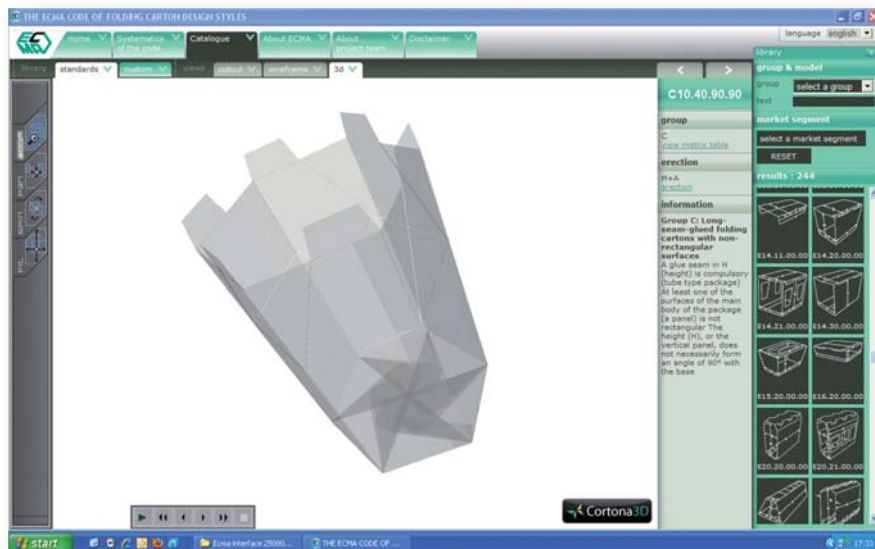 THE ECMA CODE OF FOLDING CARTON DESIGN STYLES
language english
Home
Systematics of the code
Catalogue
About ECMA
About project team
Disclaimer
library
standards
custom
views
cutout
wireframe
3d
< >
C10.40.90.90
group
C
view matrix table
erection
M+A
erection
information
Group C: Long-
seam-glued folding
cartons with non-
rectangular
surfaces
A glue seam in H
(height) is compulsory
(tube type package)
At least one of the
surfaces of the main
body of the package
(a panel) is not
rectangular The
height (H), or the
vertical panel, does
not necessarily form
an angle of 90° with
the base
library
group & model
group select a group
text
market segment
select a market segment
RESET
results : 244
E14.11.00.00 E14.20.00.00
E14.21.00.00 E14.30.00.00
E15.20.00.00 E16.20.00.00
E20.20.00.00 E20.21.00.00
Cortona3D
start
Ecma interface 25000...
THE ECMA CODE OF ...
17:33